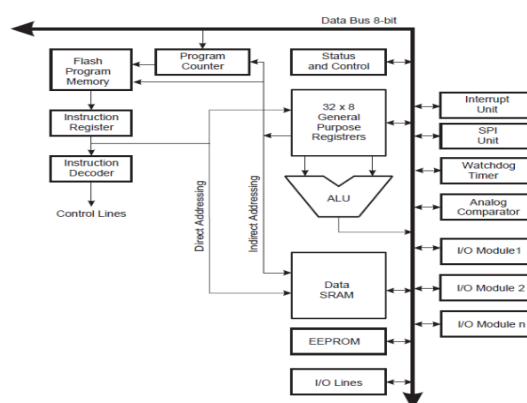 Data Bus 8-bit
Flash
Program
Memory
Program
Counter
Status
and Control
Instruction
Register
32 x 8
General
Purpose
Registrers
Interrupt
Unit
SPI
Unit
Instruction
Decoder
Watchdog
Timer
Control Lines
Direct Addressing
Indirect Addressing
ALU
Analog
Comparator
I/O Module1
Data
SRAM
I/O Module 2
I/O Module n
EEPROM
I/O Lines